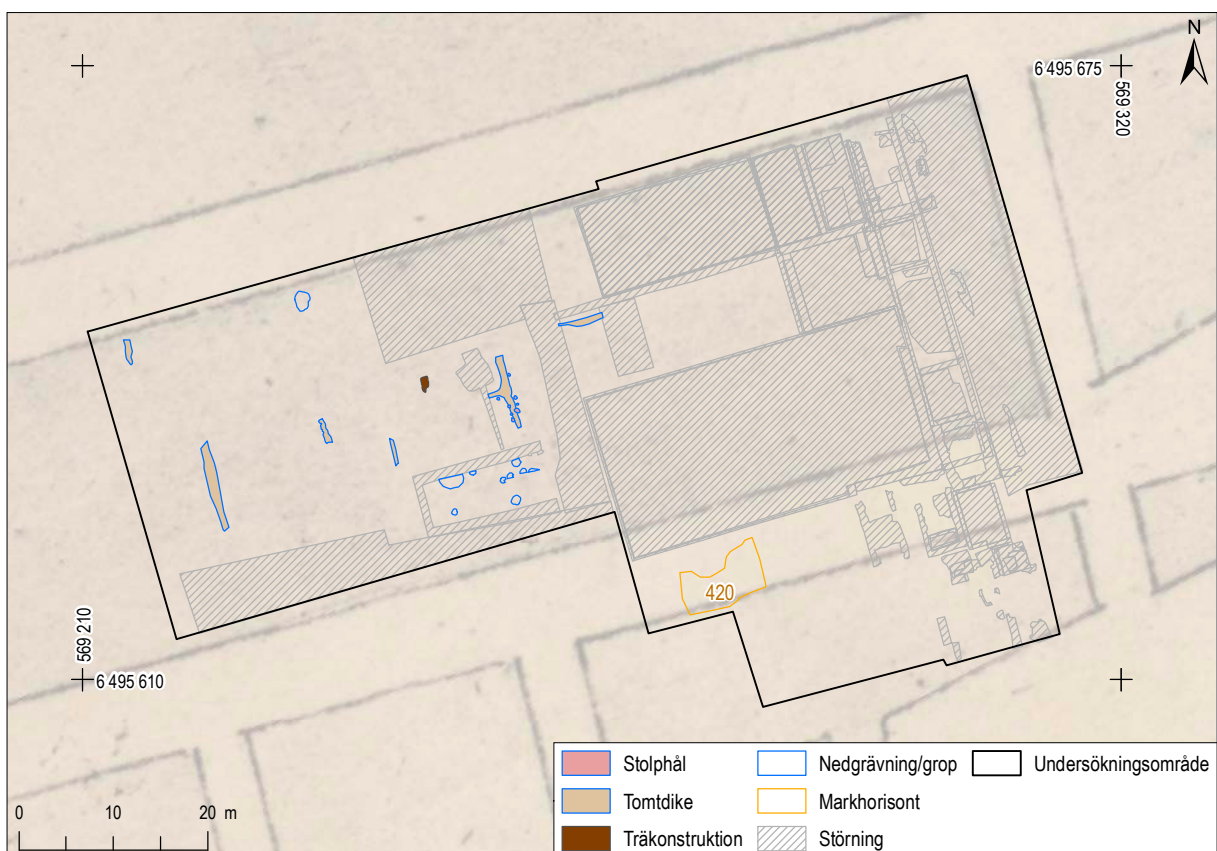 N
6 495 675
569 320
420
569 210
6 495 610
0 10 20 m
Stolphål
Tomtdike
Träkonstruktion
Nedgrävning/grop
Markhorisont
Störning
Undersökningsområde